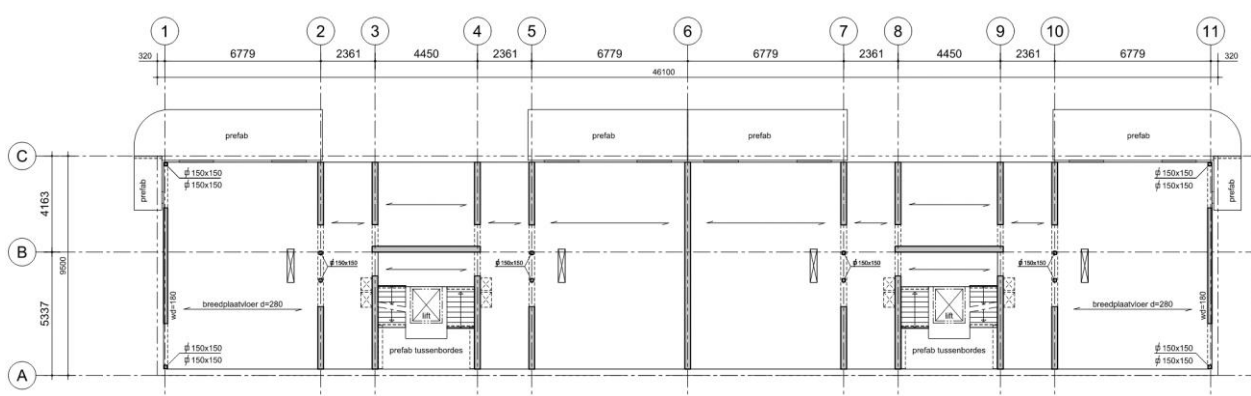 1 2 3 4 5 6 7 8 9 10 11
320 6779 2361 4450 2361 6779 6779 2361 4450 2361 6779 320
46100
prefab prefab prefab prefab
C
prefab ⌀ 150x150 ⌀ 150x150 prefab
⌀ 150x150 ⌀ 150x150
4163
B
9500
⌀ 150x150 ⌀ 150x150 ⌀ 150x150 ⌀ 150x150
5337
wd=180 breedplaatvloer d=280 breedplaatvloer d=280 wd=180
lift lift
⌀ 150x150 prefab tussenbordes prefab tussenbordes ⌀ 150x150
⌀ 150x150 ⌀ 150x150
A